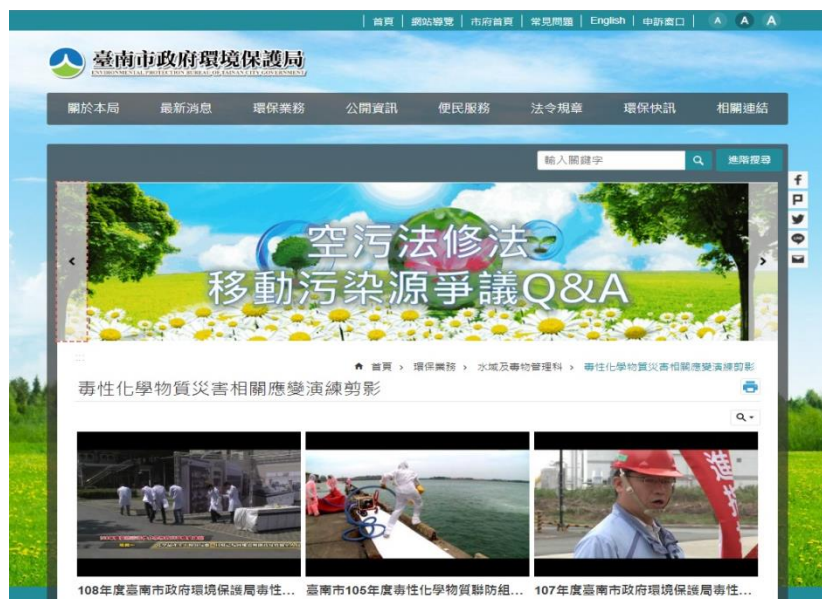 首頁 | 網站導覽 | 市府首頁 | 常見問題 | English | 申訴窗口 | A A A
臺南市政府環境保護局
ENVIRONMENTAL PROTECTION BUREAU OF TAINAN CITY GOVERNMENT
關於本局 最新消息 環保業務 公開資訊 便民服務 法令規章 環保快訊 相關連結
輸入關鍵字 進階搜尋
空污法修法-
移動污染源爭議Q&A
:::
首頁 › 環保業務 › 水域及毒物管理科 › 毒性化學物質災害相關應變演練剪影
毒性化學物質災害相關應變演練剪影
進
108年度臺南市政府環境保護局毒性... 臺南市105年度毒性化學物質聯防組... 107年度臺南市政府環境保護局毒性...